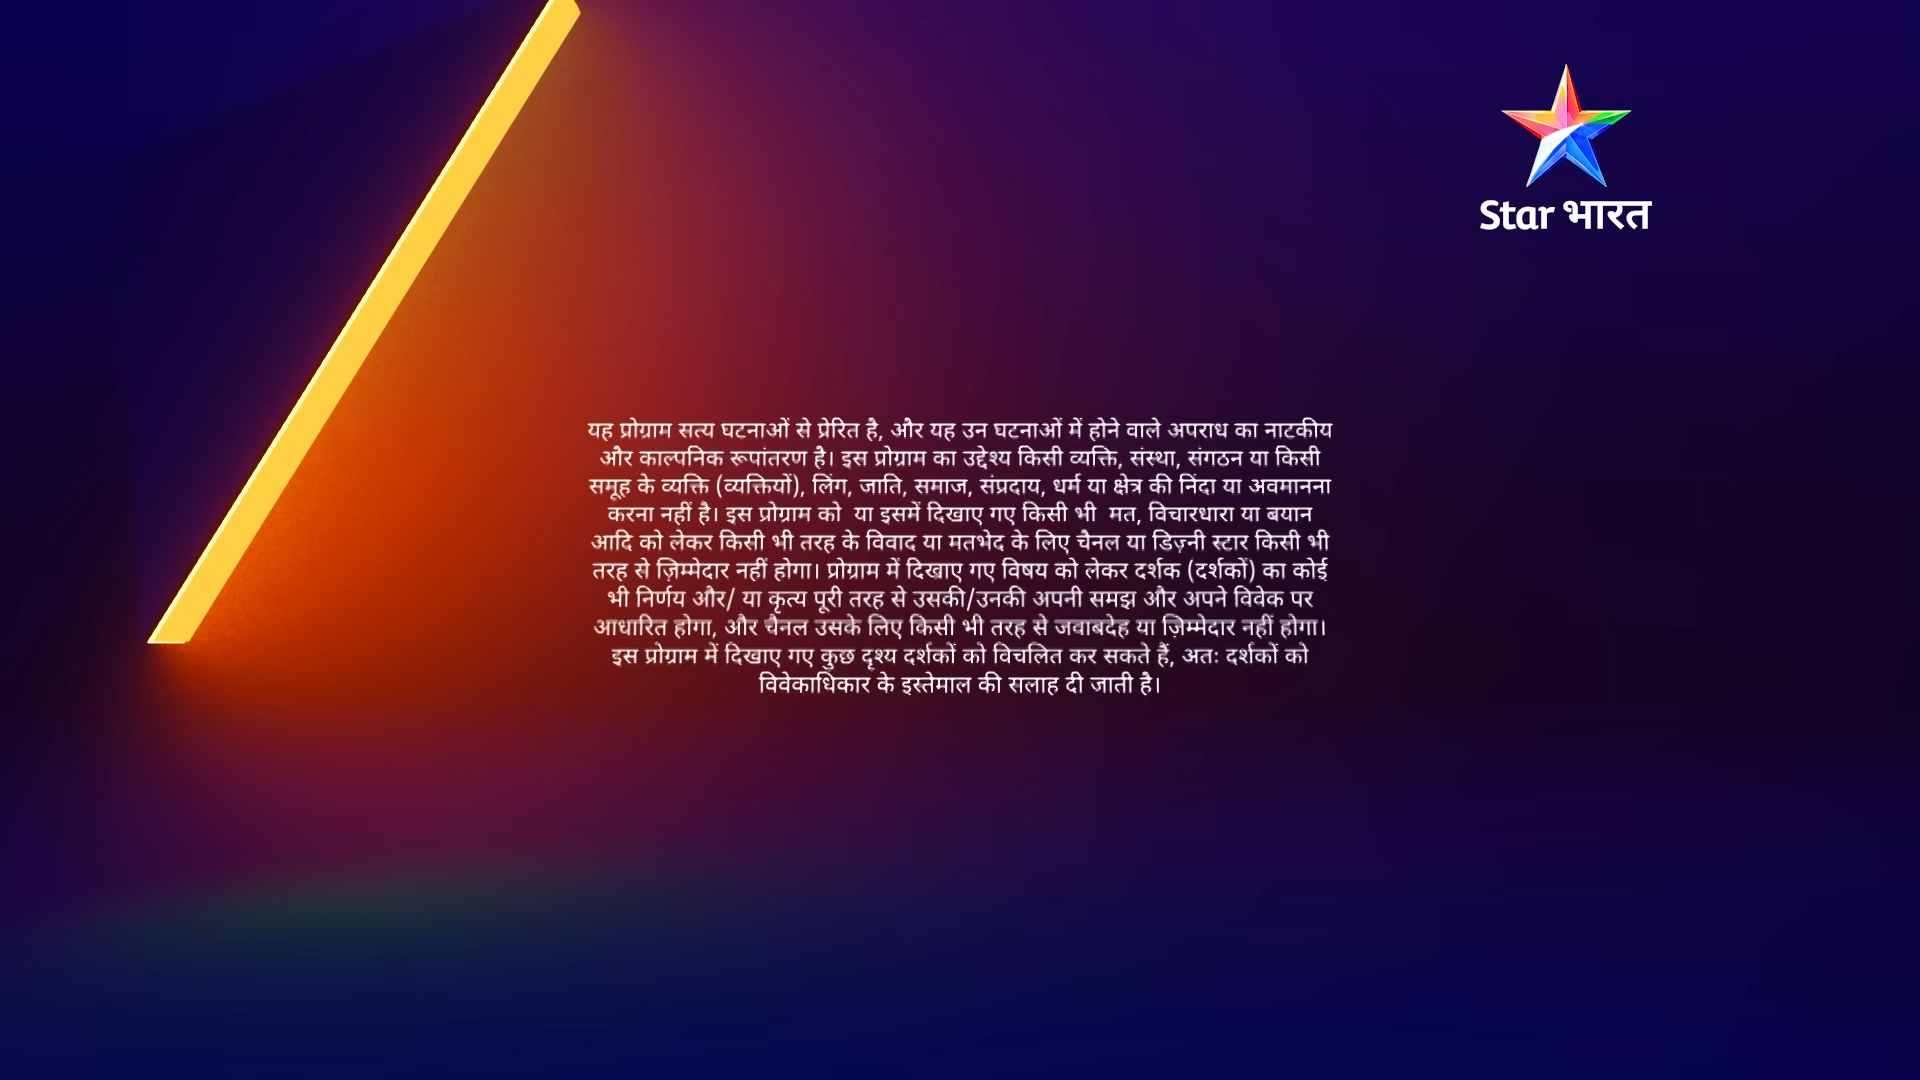 Star भारत
यह प्रोग्राम सत्य घटनाओं से प्रेरित है, और यह उन घटनाओं में होने वाले अपराध का नाटकीय
और काल्पनिक रूपांतरण है। इस प्रोग्राम का उद्देश्य किसी व्यक्ति, संस्था, संगठन या किसी
समूह के व्यक्ति (व्यक्तियों), लिंग, जाति, समाज, संप्रदाय, धर्म या क्षेत्र की निंदा या अवमानना
करना नहीं है। इस प्रोग्राम को या इसमें दिखाए गए किसी भी मत, विचारधारा या बयान
आदि को लेकर किसी भी तरह के विवाद या मतभेद के लिए चैनल या डिज़्नी स्टार किसी भी
तरह से ज़िम्मेदार नहीं होगा। प्रोग्राम में दिखाए गए विषय को लेकर दर्शक (दर्शकों) का कोई
भी निर्णय और/ या कृत्य पूरी तरह से उसकी/उनकी अपनी समझ और अपने विवेक पर
आधारित होगा, और चैनल उसके लिए किसी भी तरह से जवाबदेह या ज़िम्मेदार नहीं होगा।
इस प्रोग्राम में दिखाए गए कुछ दृश्य दर्शकों को विचलित कर सकते हैं, अतः दर्शकों को
विवेकाधिकार के इस्तेमाल की सलाह दी जाती है।